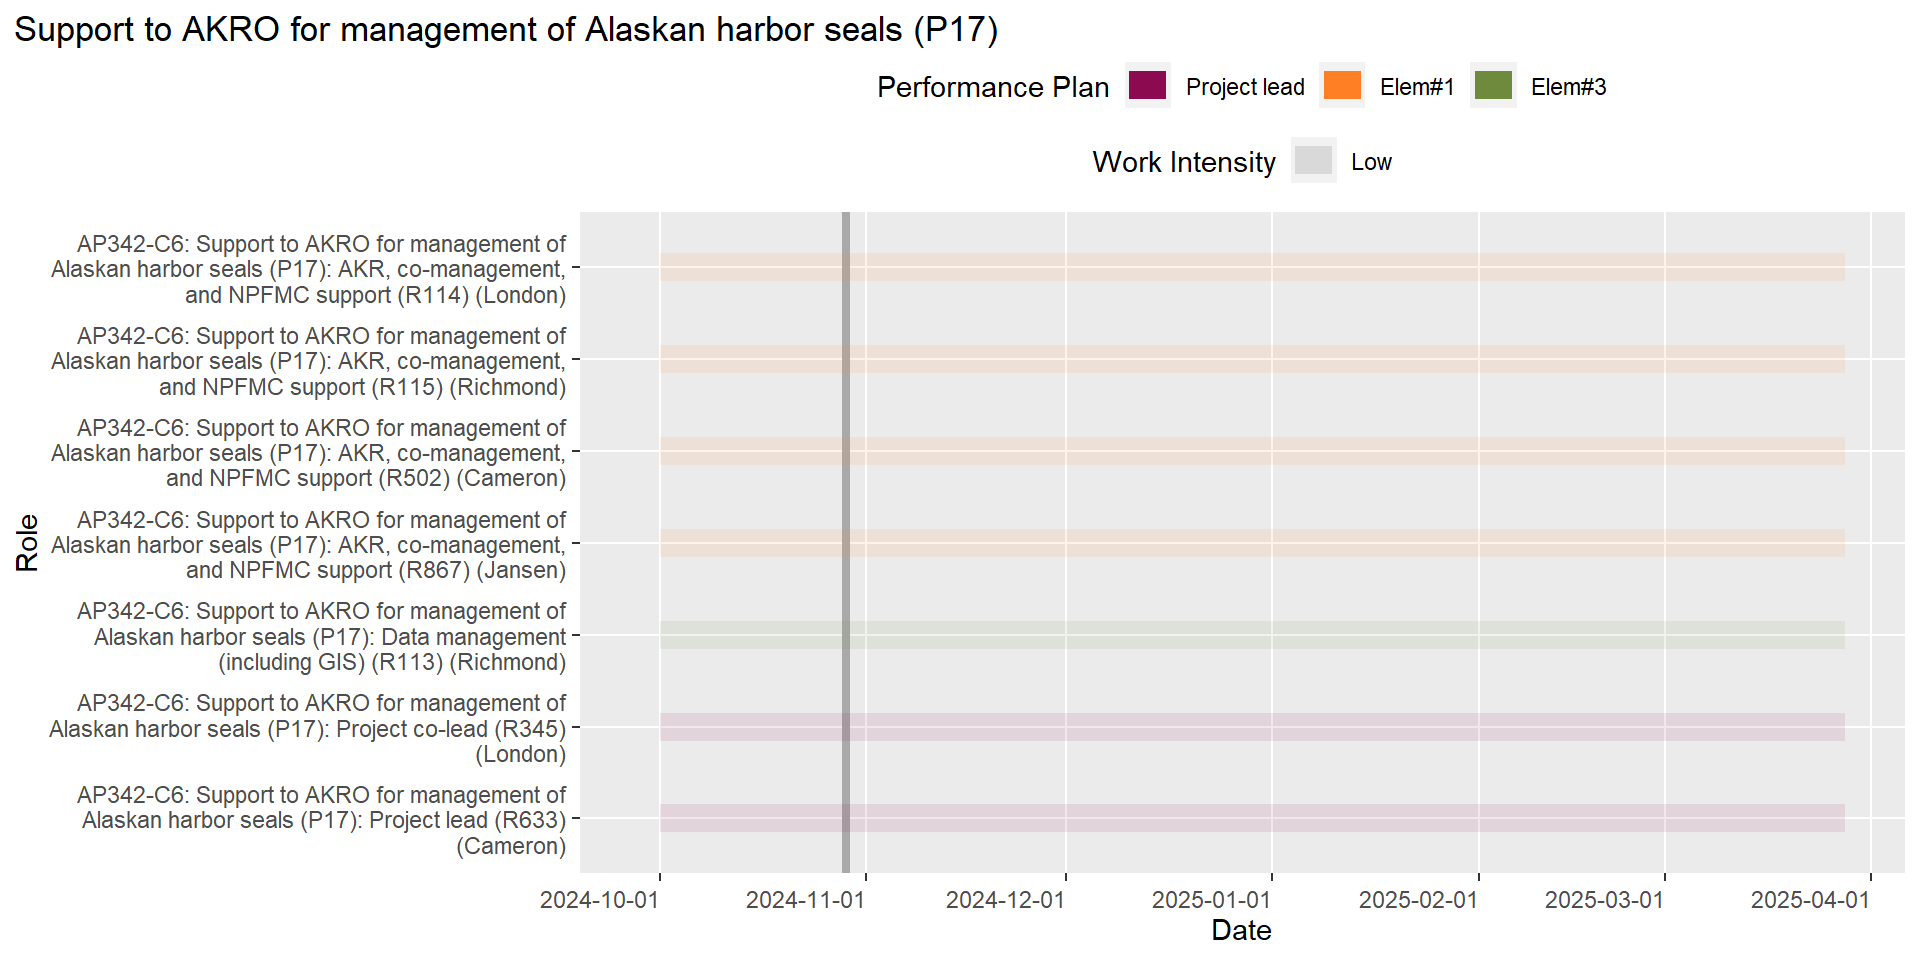 Support to AKRO for management of Alaskan harbor seals (P17)
Performance Plan Project lead Elem#1 Elem#3
Work Intensity Low
AP342-C6: Support to AKRO for management of
Alaskan harbor seals (P17): AKR, co-management,
and NPFMC support (R114) (London)
AP342-C6: Support to AKRO for management of
Alaskan harbor seals (P17): AKR, co-management,
and NPFMC support (R115) (Richmond)
AP342-C6: Support to AKRO for management of
Alaskan harbor seals (P17): AKR, co-management,
and NPFMC support (R502) (Cameron)
AP342-C6: Support to AKRO for management of
Alaskan harbor seals (P17): AKR, co-management,
and NPFMC support (R867) (Jansen)
AP342-C6: Support to AKRO for management of
Alaskan harbor seals (P17): Data management
(including GIS) (R113) (Richmond)
AP342-C6: Support to AKRO for management of
Alaskan harbor seals (P17): Project co-lead (R345)
(London)
AP342-C6: Support to AKRO for management of
Alaskan harbor seals (P17): Project lead (R633)
(Cameron)
Role
2024-10-01 2024-11-01 2024-12-01 2025-01-01 2025-02-01 2025-03-01 2025-04-01
Date